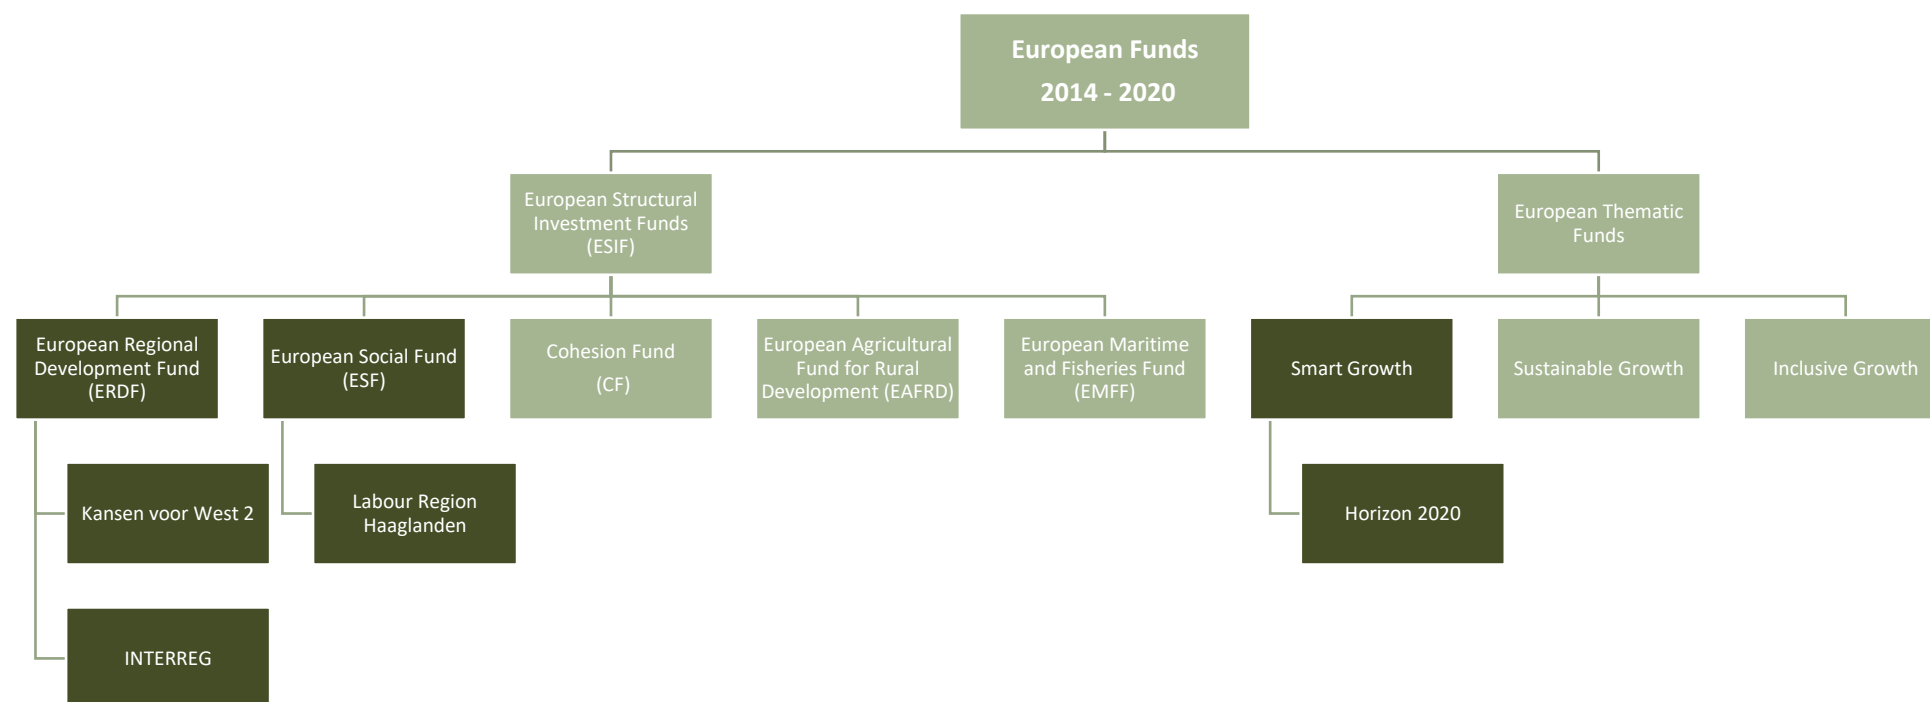 European Funds
2014 - 2020
European Structural
Investment Funds
(ESIF)
European Thematic
Funds
European Regional
Development Fund
(ERDF)
European Social Fund
(ESF)
Cohesion Fund
(CF)
European Agricultural
Fund for Rural
Development (EAFRD)
European Maritime
and Fisheries Fund
(EMFF)
Smart Growth
Sustainable Growth
Inclusive Growth
Kansen voor West 2
Labour Region
Haaglanden
Horizon 2020
INTERREG